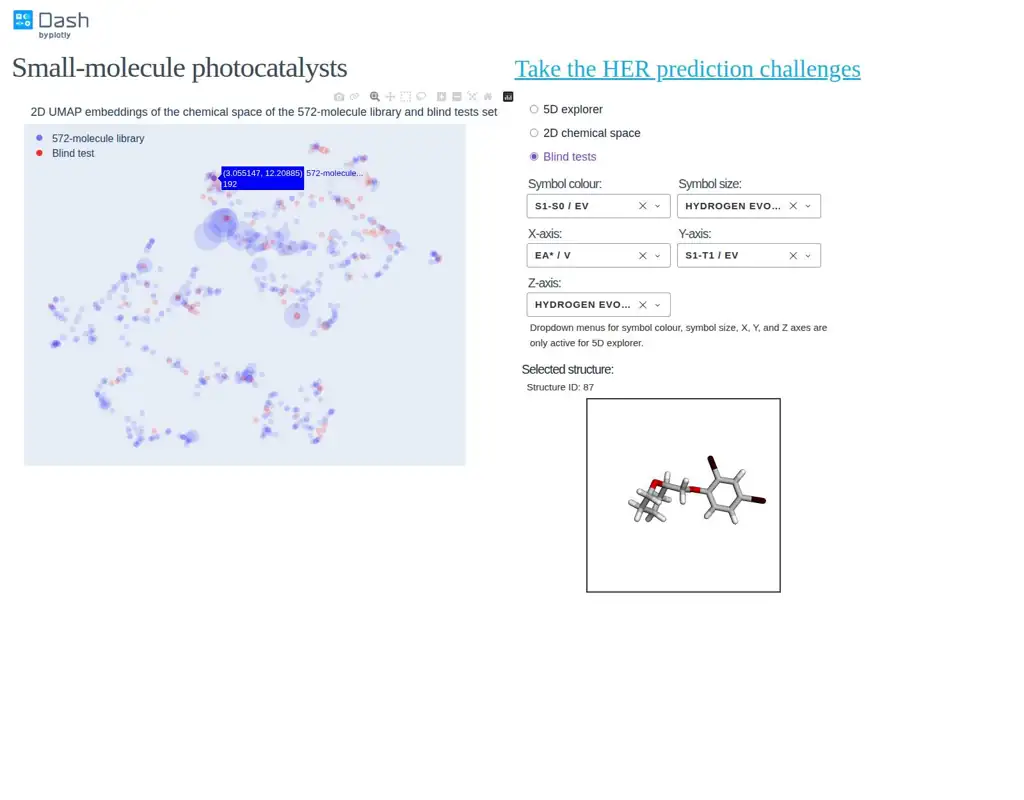 Dash
by plotly
Small-molecule photocatalysts
Take the HER prediction challenges
2D UMAP embeddings of the chemical space of the 572-molecule library and blind tests set
572-molecule library
Blind test
(3.055147, 12.20885) 572-molecule...
192
5D explorer
2D chemical space
Blind tests
Symbol colour: Symbol size:
S1-S0 / EV HYDROGEN EVO...
X-axis: Y-axis:
EA* / V S1-T1 / EV
Z-axis:
HYDROGEN EVO...
Dropdown menus for symbol colour, symbol size, X, Y, and Z axes are
only active for 5D explorer.
Selected structure:
Structure ID: 87